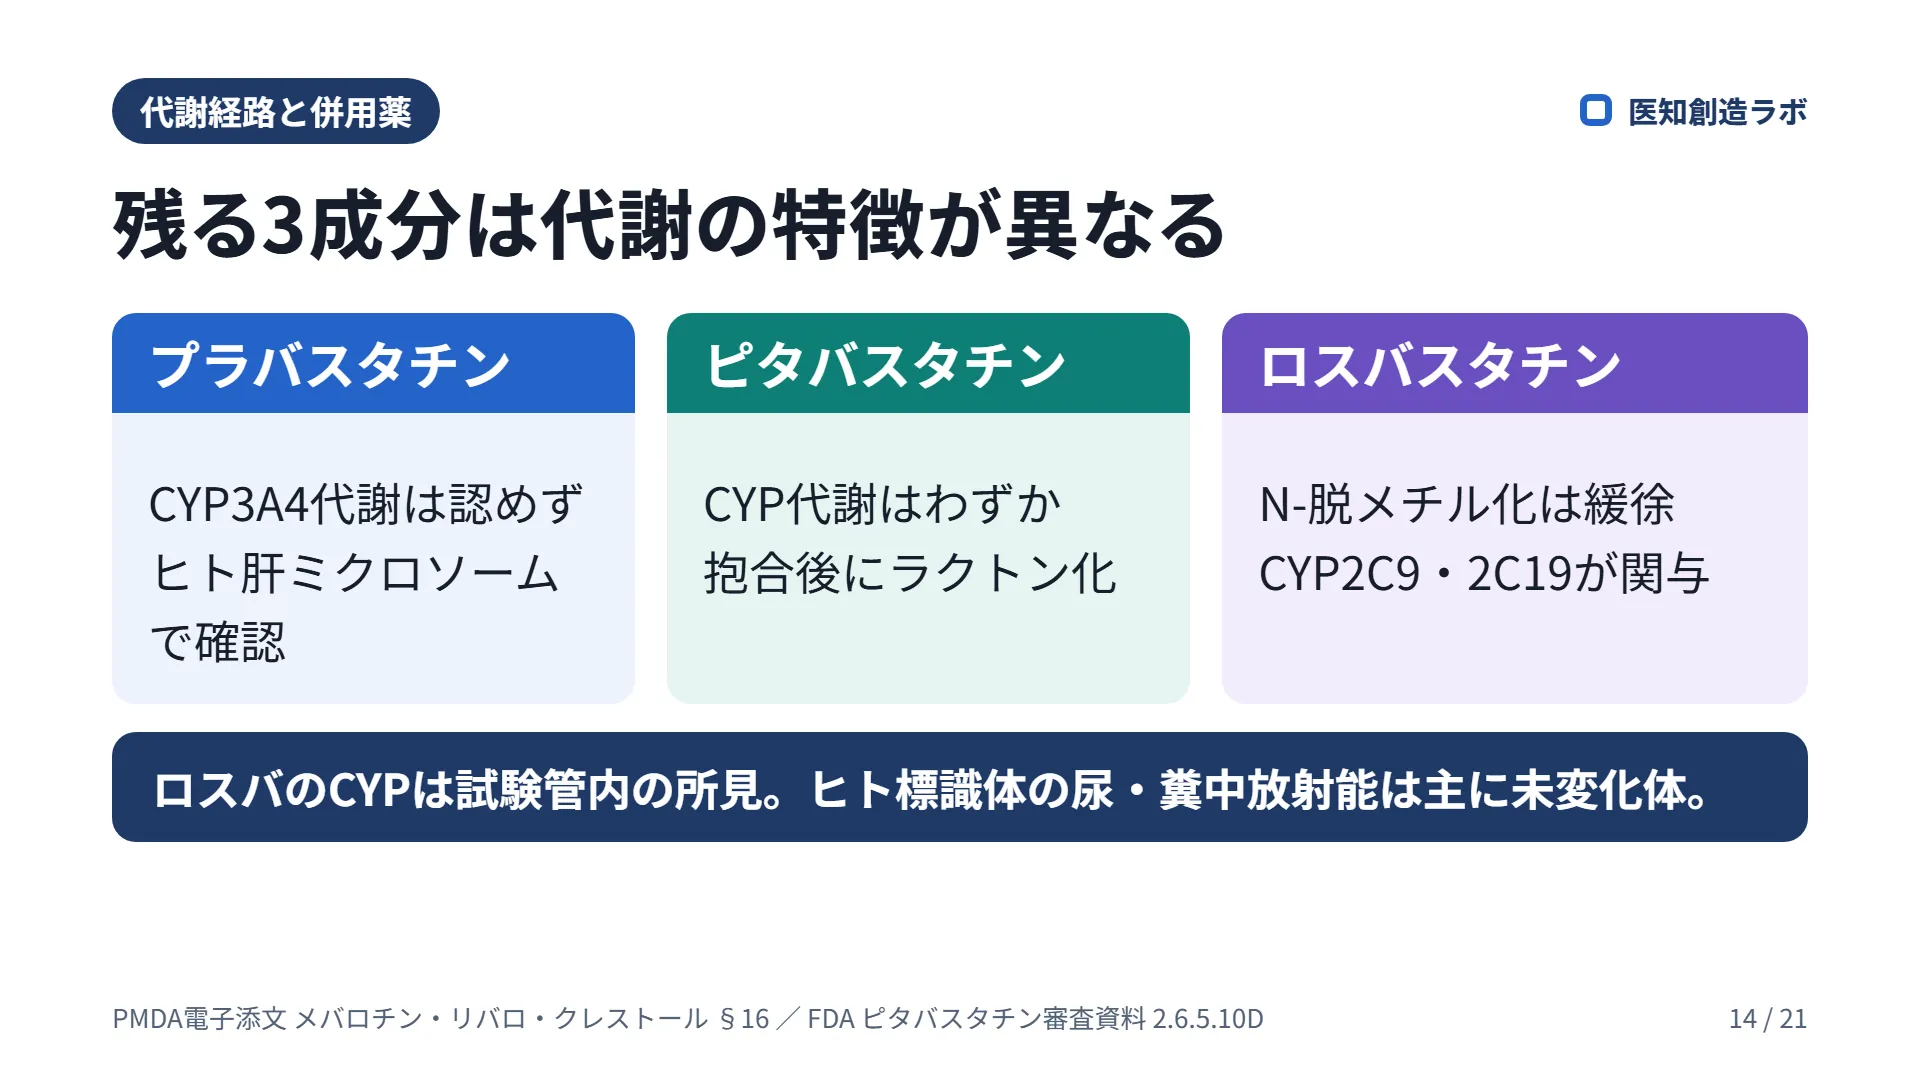 代謝経路と併用薬
医知創造ラボ
残る3成分は代謝の特徴が異なる
プラバスタチン
CYP3A4代謝は認めず
ヒト肝ミクロソーム
で確認
ピタバスタチン
CYP代謝はわずか
抱合後にラクトン化
ロスバスタチン
N-脱メチル化は緩徐
CYP2C9・2C19が関与
ロスバのCYPは試験管内の所見。ヒト標識体の尿・糞中放射能は主に未変化体。
PMDA電子添文 メバロチン・リバロ・クレストール §16 ／ FDA ピタバスタチン審査資料 2.6.5.10D
14 / 21